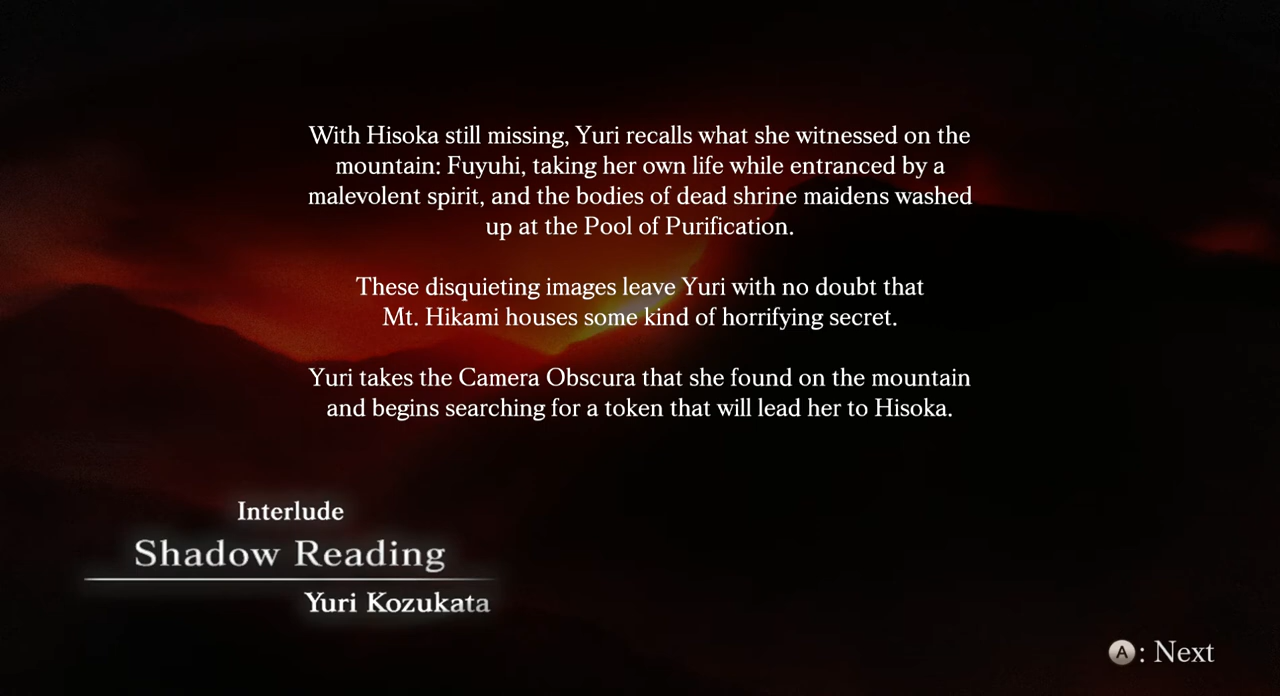 With Hisoka still missing, Yuri recalls what she witnessed on the
mountain: Fuyuhi, taking her own life while entranced by a
malevolent spirit, and the bodies of dead shrine maidens washed
up at the Pool of Purification.
These disquieting images leave Yuri with no doubt that
Mt. Hikami houses some kind of horrifying secret.
Yuri takes the Camera Obscura that she found on the mountain
and begins searching for a token that will lead her to Hisoka.
Interlude
Shadow Reading
Yuri Kozukata
A: Next